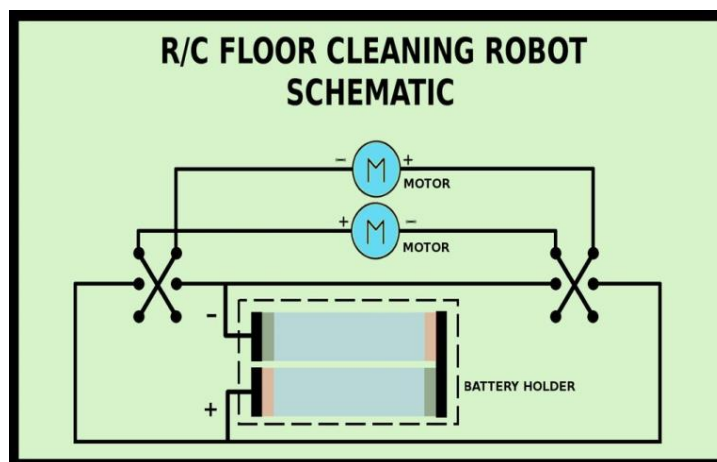 R/C FLOOR CLEANING ROBOT
SCHEMATIC
− M +
MOTOR
+ M −
MOTOR
−
BATTERY HOLDER
+